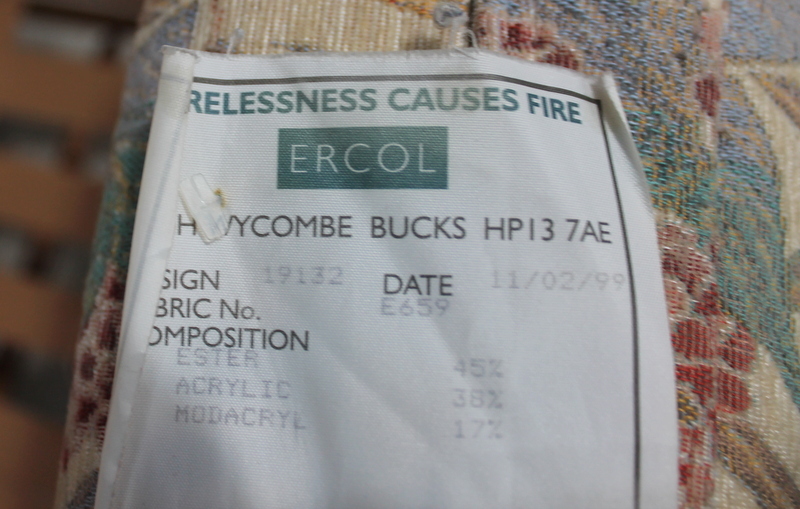 RELESSNESS CAUSES FIRE
ERCOL
H WYCOMBE BUCKS HP13 7AE
SIGN 19132 DATE 11/02/99
BRIC No. E659
OMPOSITION
ESTER 45%
ACRYLIC 38%
MODACRYL 17%